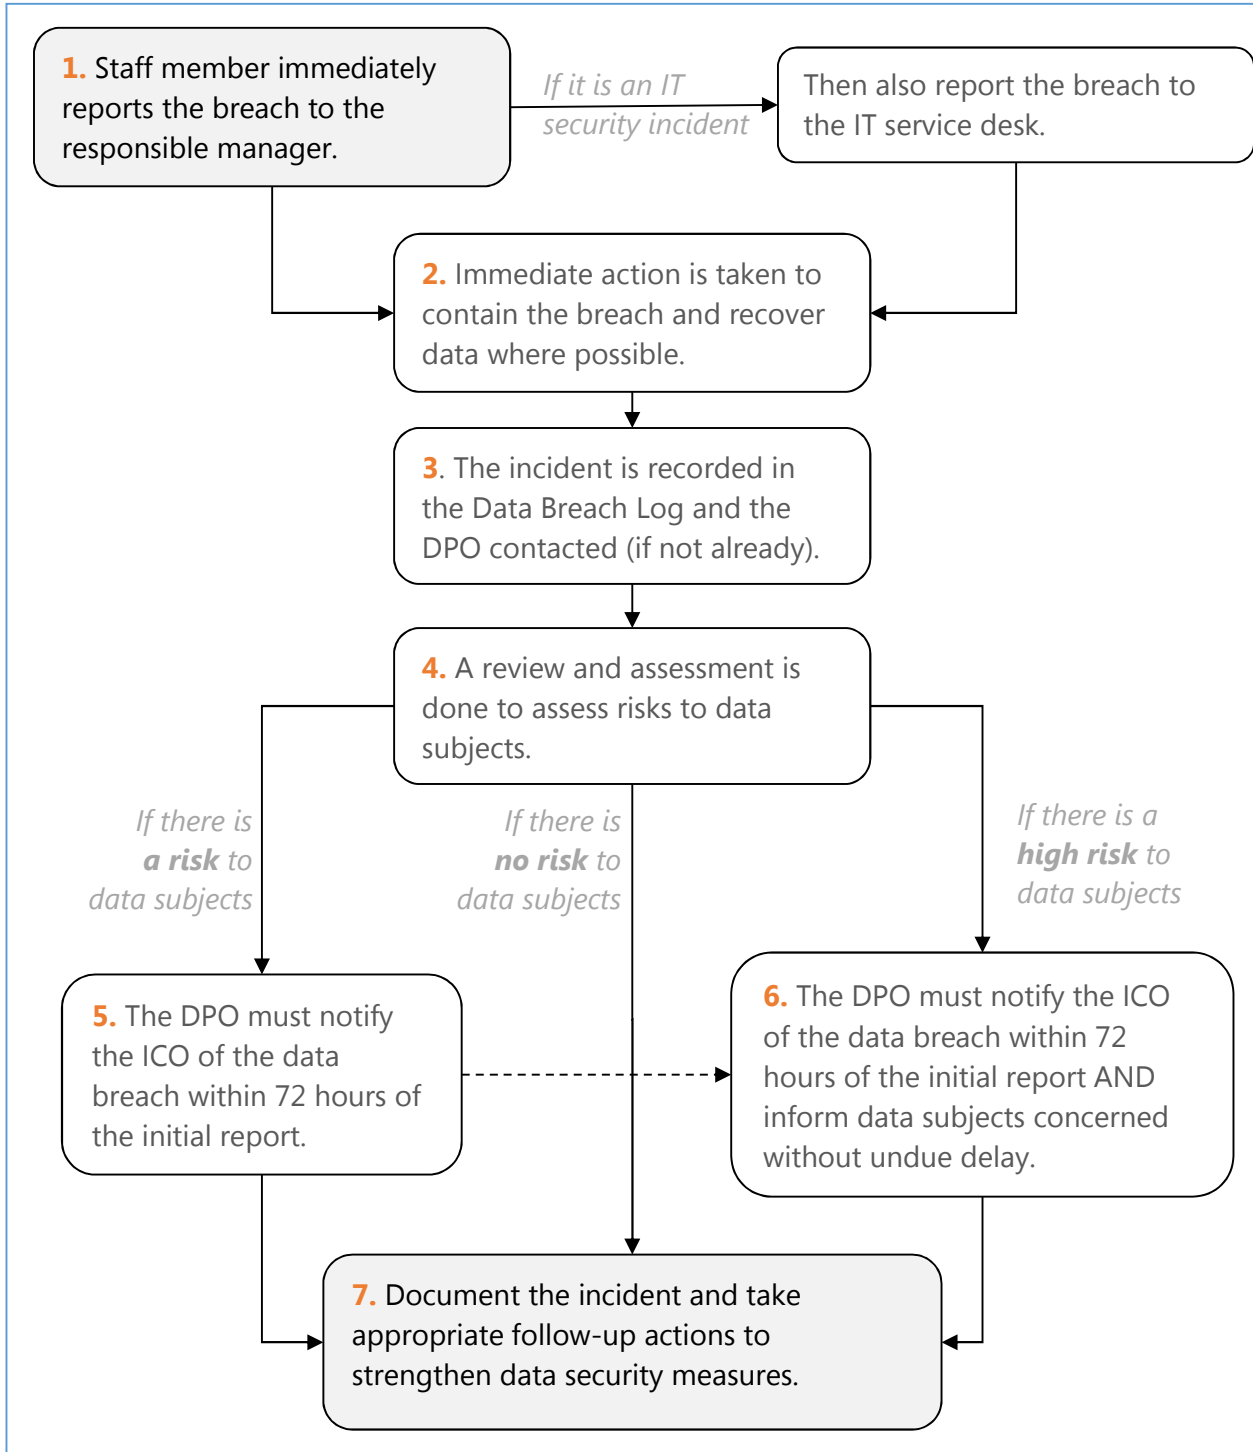 1. Staff member immediately
reports the breach to the
responsible manager.
If it is an IT
security incident
Then also report the breach to
the IT service desk.
2. Immediate action is taken to
contain the breach and recover
data where possible.
3. The incident is recorded in
the Data Breach Log and the
DPO contacted (if not already).
4. A review and assessment is
done to assess risks to data
subjects.
If there is
a risk to
data subjects
If there is
no risk to
data subjects
If there is a
high risk to
data subjects
5. The DPO must notify
the ICO of the data
breach within 72 hours of
the initial report.
6. The DPO must notify the ICO
of the data breach within 72
hours of the initial report AND
inform data subjects concerned
without undue delay.
7. Document the incident and take
appropriate follow-up actions to
strengthen data security measures.